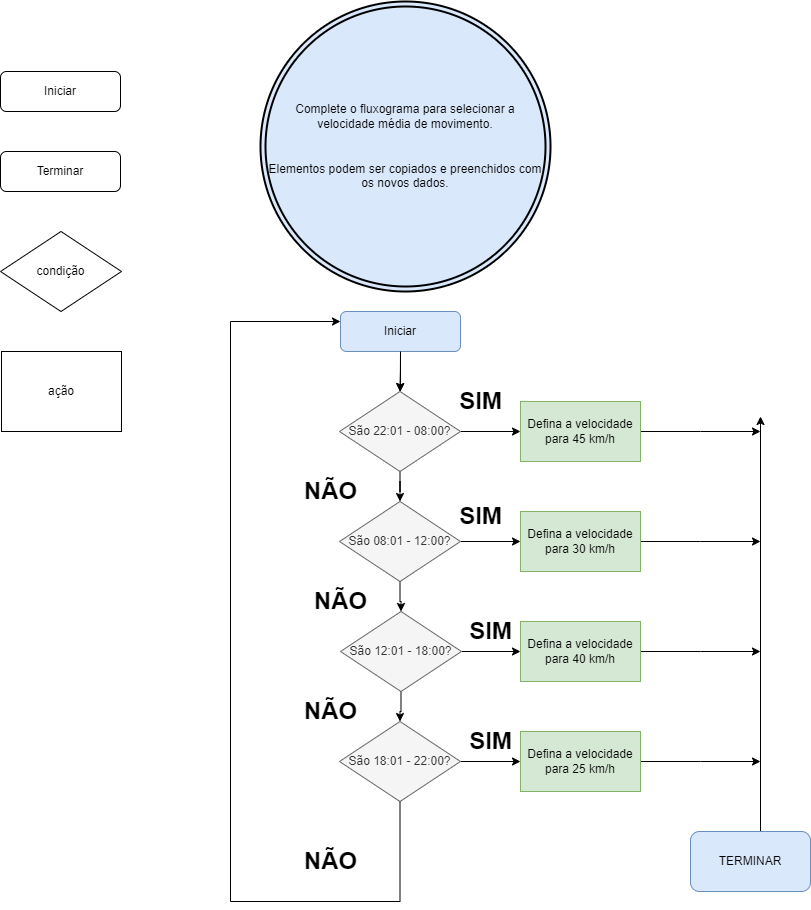 Iniciar
Terminar
condição
ação
Complete o fluxograma para selecionar a
velocidade média de movimento.
Elementos podem ser copiados e preenchidos com
os novos dados.
Iniciar
São 22:01 - 08:00?
SIM
Defina a velocidade
para 45 km/h
NÃO
São 08:01 - 12:00?
SIM
Defina a velocidade
para 30 km/h
NÃO
São 12:01 - 18:00?
SIM
Defina a velocidade
para 40 km/h
NÃO
São 18:01 - 22:00?
SIM
Defina a velocidade
para 25 km/h
NÃO
TERMINAR